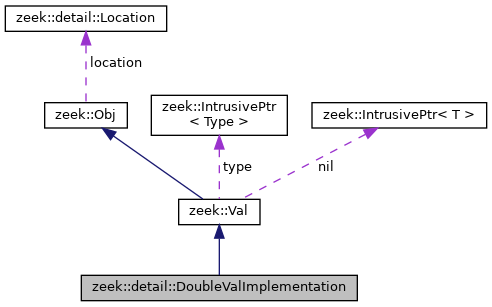 zeek::detail::Location
location
zeek::Obj
zeek::IntrusivePtr
< Type >
zeek::IntrusivePtr< T >
type
nil
zeek::Val
zeek::detail::DoubleValImplementation